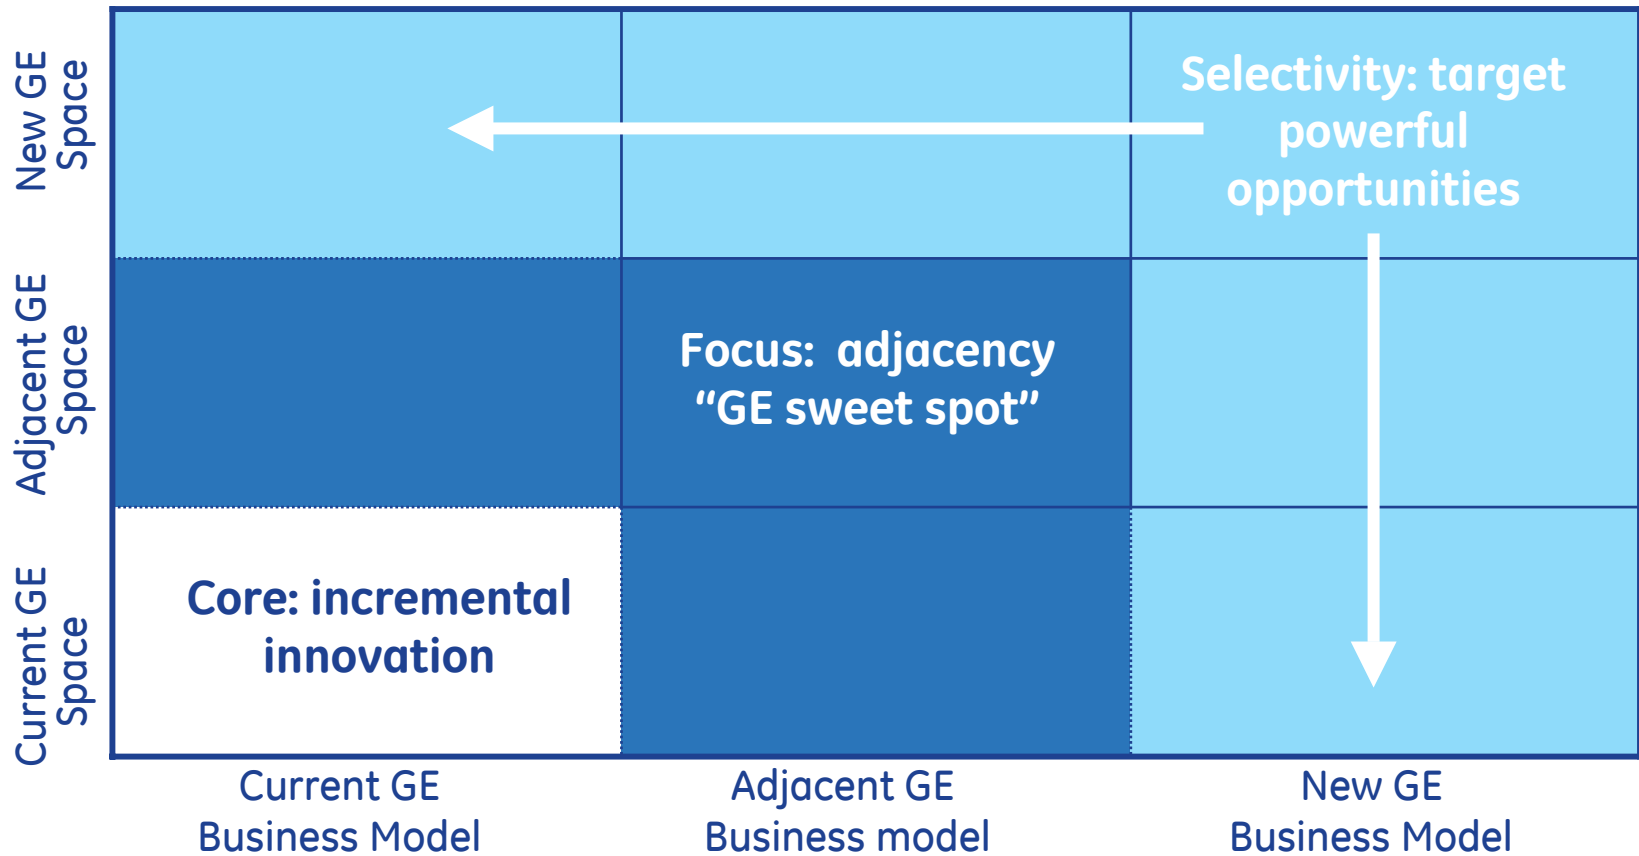 New GE
Space
Selectivity: target
powerful
opportunities
Adjacent GE
Space
Focus:  adjacency
“GE sweet spot”
Current GE
Space
Core: incremental
innovation
Current GE
Business Model
Adjacent GE
Business model
New GE
Business Model